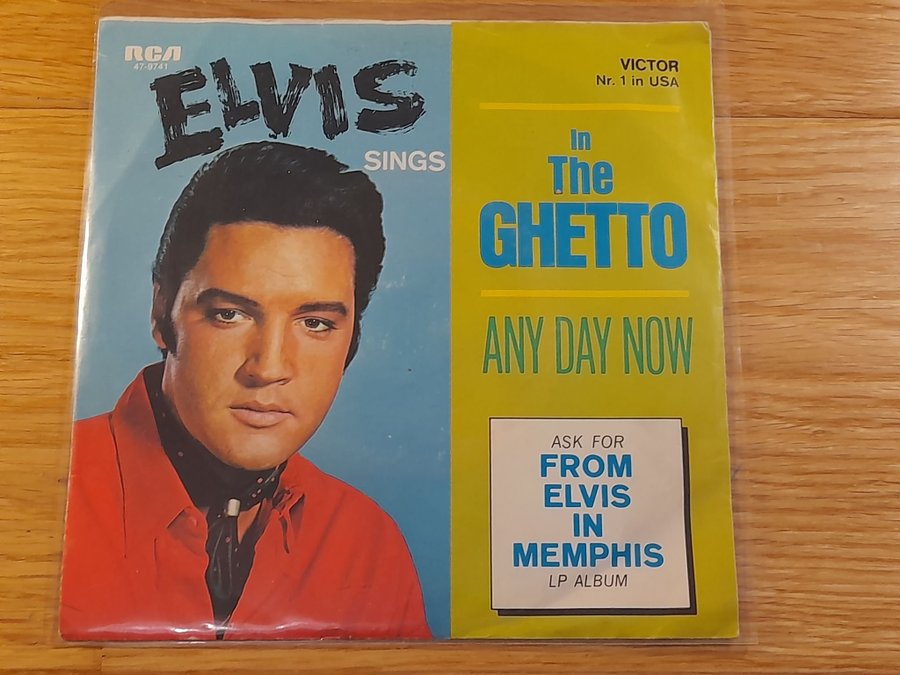 RCA
47-9741
ELVIS
SINGS
VICTOR
Nr. 1 in USA
In
The
GHETTO
ANY DAY NOW
ASK FOR
FROM
ELVIS
IN
MEMPHIS
LP ALBUM